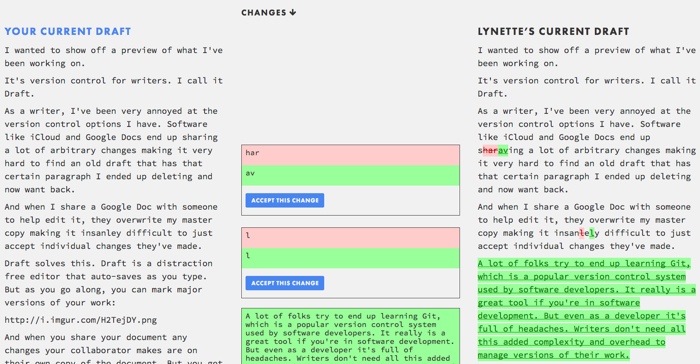 CHANGES ↓
YOUR CURRENT DRAFT
I wanted to show off a preview of what I've
been working on.
It's version control for writers. I call it
Draft.
As a writer, I've been very annoyed at the
version control options I have. Software
like iCloud and Google Docs end up sharing
a lot of arbitrary changes making it very
hard to find an old draft that has that
certain paragraph I ended up deleting and
now want back.
And when I share a Google Doc with someone
to help edit it, they overwrite my master
copy making it insanley difficult to just
accept individual changes they've made.
Draft solves this. Draft is a distraction
free editor that auto-saves as you type.
But as you go along, you can mark major
versions of your work:
http://i.imgur.com/H2TejDY.png
And when you share your document any
changes your collaborator makes are on
har
av
ACCEPT THIS CHANGE
l
l
ACCEPT THIS CHANGE
A lot of folks try to end up learning Git,
which is a popular version control system
used by software developers. It really is a
great tool if you're in software development.
But even as a developer it's full of
headaches. Writers don't need all this added
LYNETTE'S CURRENT DRAFT
I wanted to show off a preview of what I've
been working on.
It's version control for writers. I call it
Draft.
As a writer, I've been very annoyed at the
version control options I have. Software
like iCloud and Google Docs end up
sharaving a lot of arbitrary changes making
it very hard to find an old draft that has
that certain paragraph I ended up deleting
and now want back.
And when I share a Google Doc with someone
to help edit it, they overwrite my master
copy making it insanlely difficult to just
accept individual changes they've made.
A lot of folks try to end up learning Git,
which is a popular version control system
used by software developers. It really is a
great tool if you're in software
development. But even as a developer it's
full of headaches. Writers don't need all
this added complexity and overhead to
manage versions of their work.